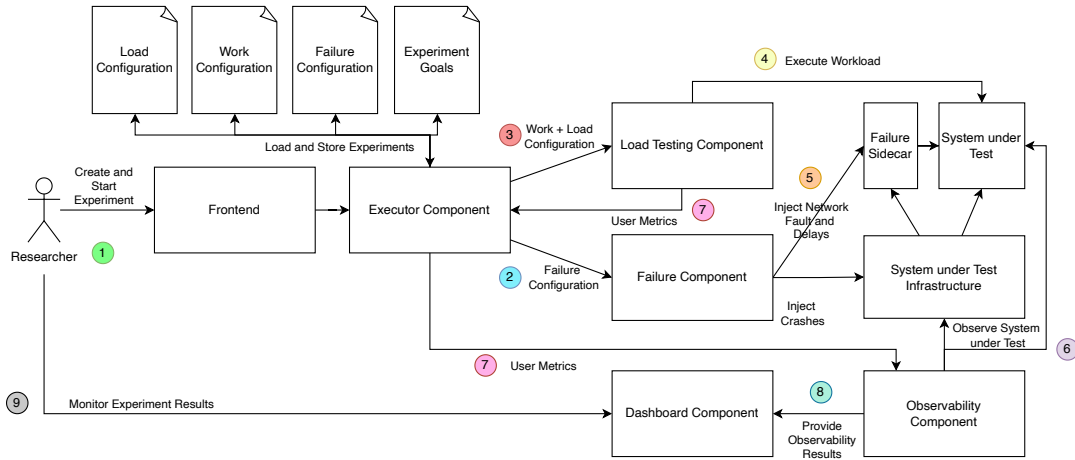 Load
Configuration
Work
Configuration
Failure
Configuration
Experiment
Goals
4
Execute Workload
Load and Store Experiments
3
Work + Load
Configuration
Load Testing Component
Failure
Sidecar
System under
Test
Create and
Start
Experiment
Frontend
Executor Component
5
Inject Network
Fault and
Delays
User Metrics
7
Researcher
1
2
Failure
Configuration
Failure Component
System under Test
Infrastructure
Inject
Crashes
Observe System
under Test
6
7
User Metrics
9
Monitor Experiment Results
Dashboard Component
8
Provide
Observability
Results
Observability
Component